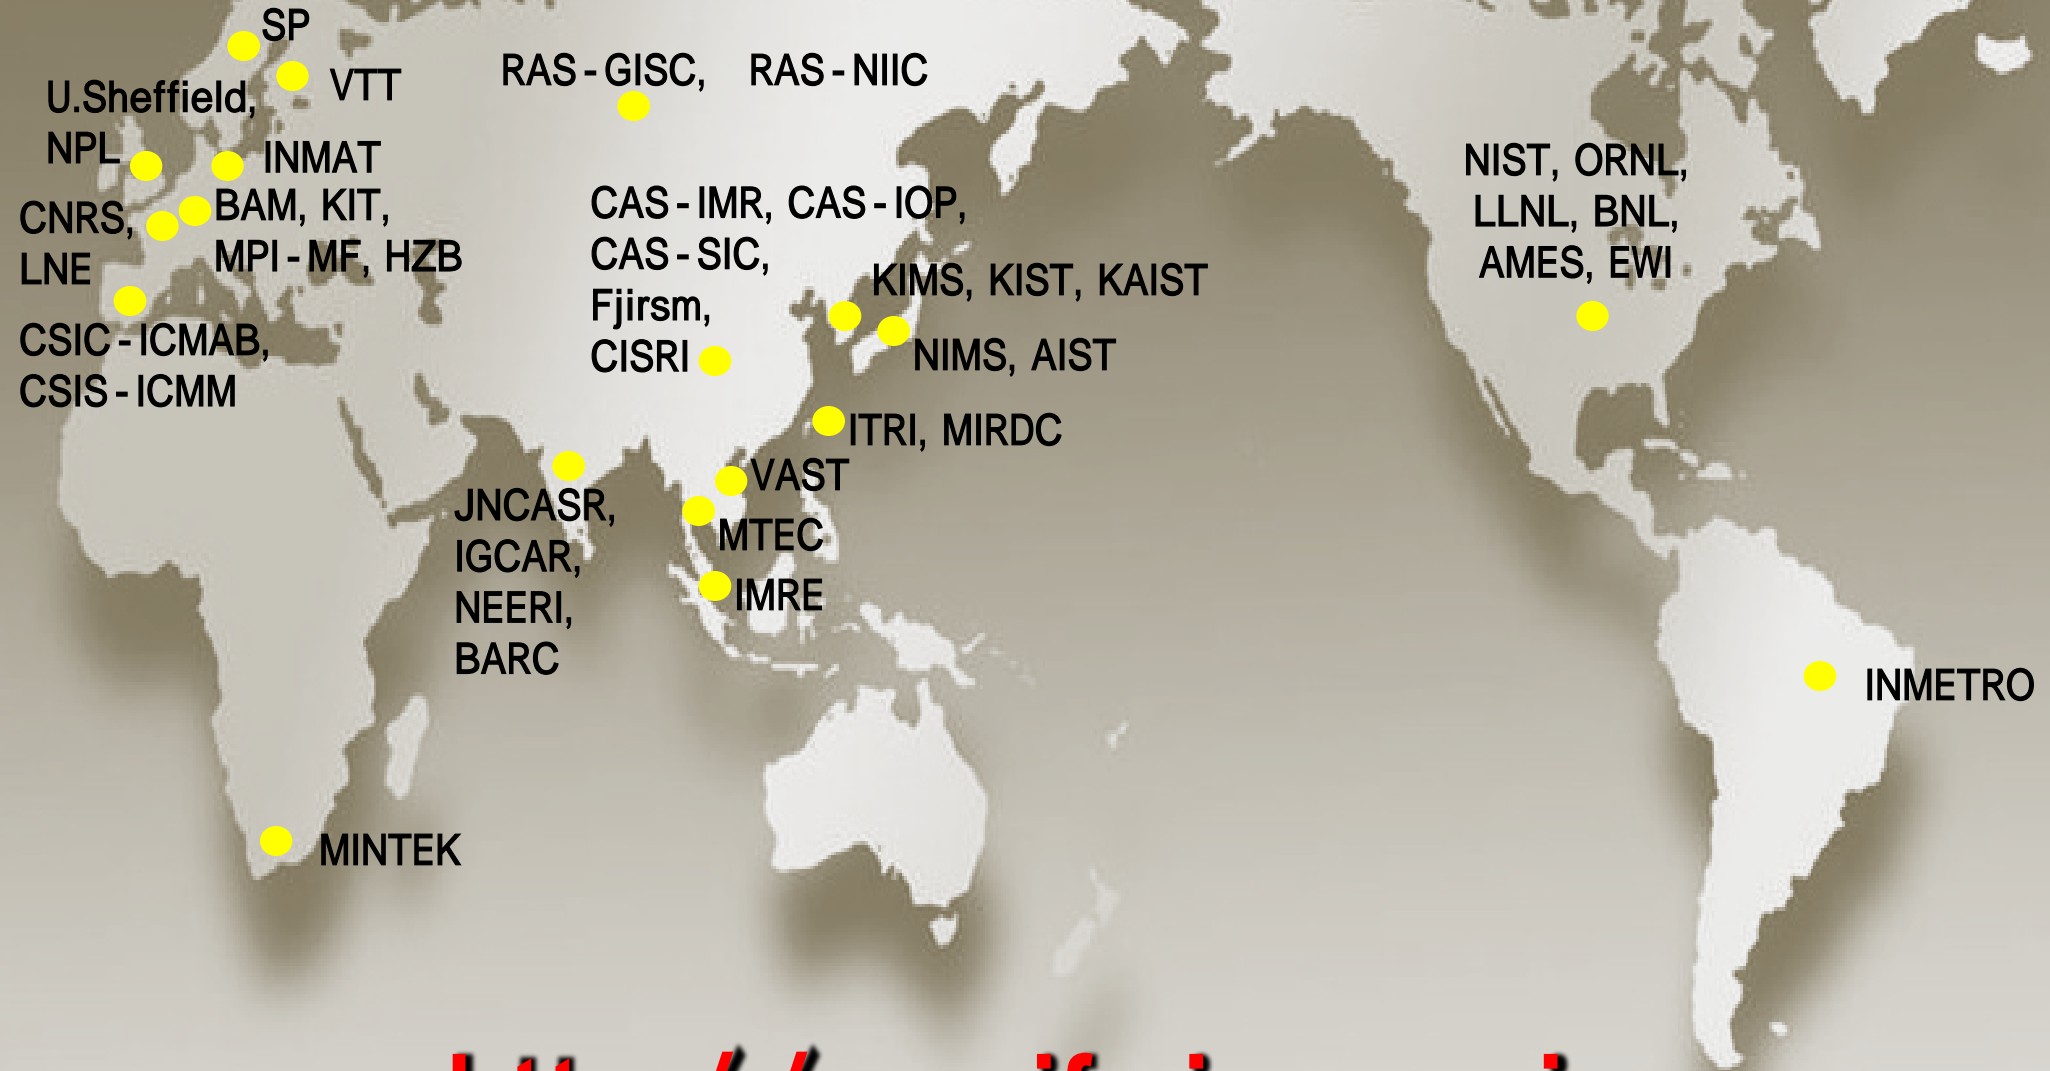 SP
VTT
U.Sheffield,
NPL
INMAT
BAM, KIT,
MPI-MF, HZB
CNRS,
LNE
CSIC-ICMAB,
CSIS-ICMM
RAS-GISC, RAS-NIIC
CAS-IMR, CAS-IOP,
CAS-SIC,
Fjirsm,
CISRI
KIMS, KIST, KAIST
NIMS, AIST
ITRI, MIRDC
VAST
MTEC
IMRE
JNCASR,
IGCAR,
NEERI,
BARC
MINTEK
NIST, ORNL,
LLNL, BNL,
AMES, EWI
INMETRO